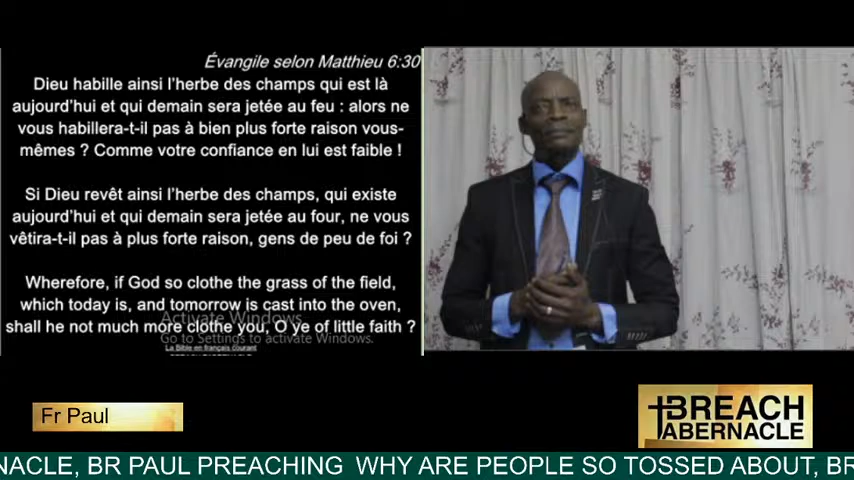 Évangile selon Matthieu 6:30
Dieu habille ainsi l'herbe des champs qui est là
aujourd'hui et qui demain sera jetée au feu : alors ne
vous habillera-t-il pas à bien plus forte raison vous-
mêmes ? Comme votre confiance en lui est faible !
Si Dieu revêt ainsi l'herbe des champs, qui existe
aujourd'hui et qui demain sera jetée au four, ne vous
vêtira-t-il pas à plus forte raison, gens de peu de foi ?
Wherefore, if God so clothe the grass of the field,
which today is, and tomorrow is cast into the oven,
shall he not much more clothe you, O ye of little faith ?
Activate Windows
Go to Settings to activate Windows.
La Bible en français courant
Fr Paul
BREACH
TABERNACLE
NACLE, BR PAUL PREACHING WHY ARE PEOPLE SO TOSSED ABOUT, BR